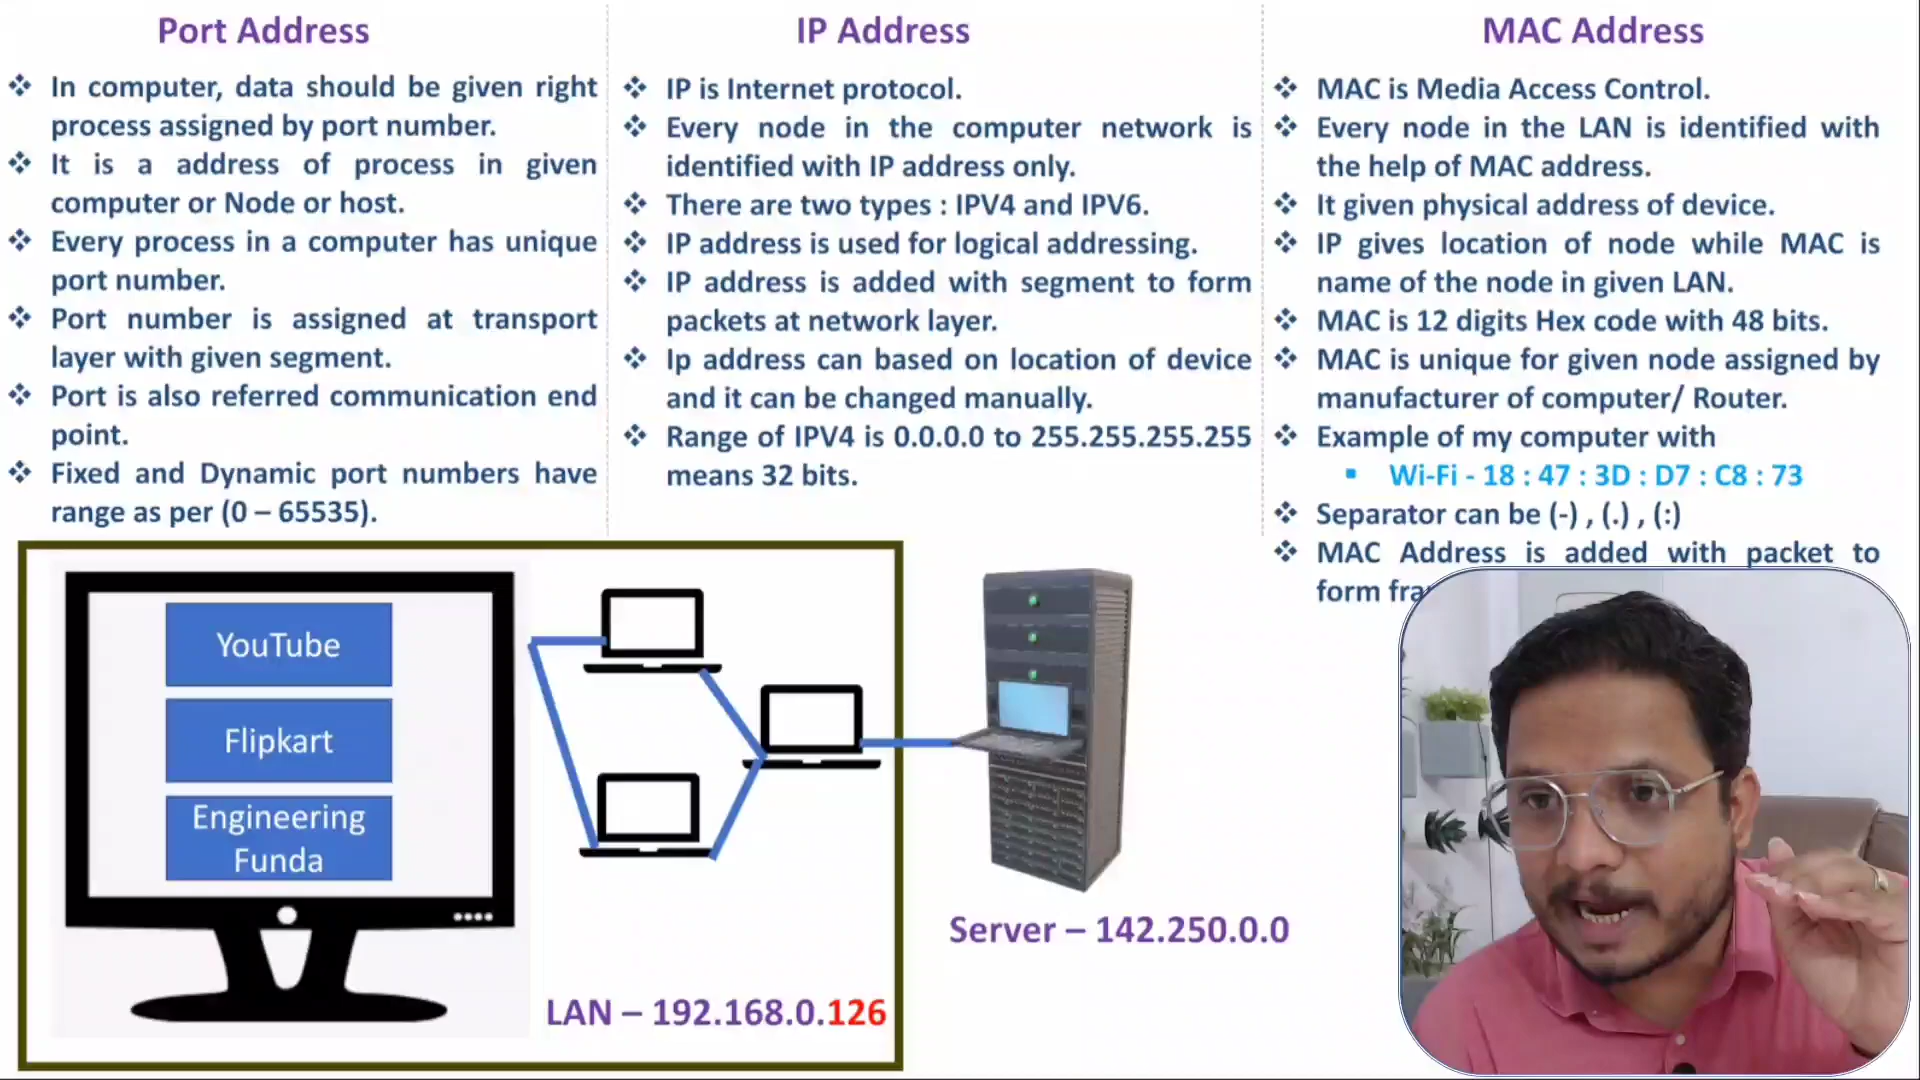 Port Address
In computer, data should be given right
process assigned by port number.
It is a address of process in given
computer or Node or host.
Every process in a computer has unique
port number.
Port number is assigned at transport
layer with given segment.
Port is also referred communication end
point.
Fixed and Dynamic port numbers have
range as per (0 – 65535).
IP Address
IP is Internet protocol.
Every node in the computer network is
identified with IP address only.
There are two types : IPV4 and IPV6.
IP address is used for logical addressing.
IP address is added with segment to form
packets at network layer.
Ip address can based on location of device
and it can be changed manually.
Range of IPV4 is 0.0.0.0 to 255.255.255.255
means 32 bits.
MAC Address
MAC is Media Access Control.
Every node in the LAN is identified with
the help of MAC address.
It given physical address of device.
IP gives location of node while MAC is
name of the node in given LAN.
MAC is 12 digits Hex code with 48 bits.
MAC is unique for given node assigned by
manufacturer of computer/ Router.
Example of my computer with
Wi-Fi - 18 : 47 : 3D : D7 : C8 : 73
Separator can be (-) , (.) , (:)
MAC Address is added with packet to
form
YouTube
Flipkart
Engineering
Funda
LAN – 192.168.0.126
Server – 142.250.0.0